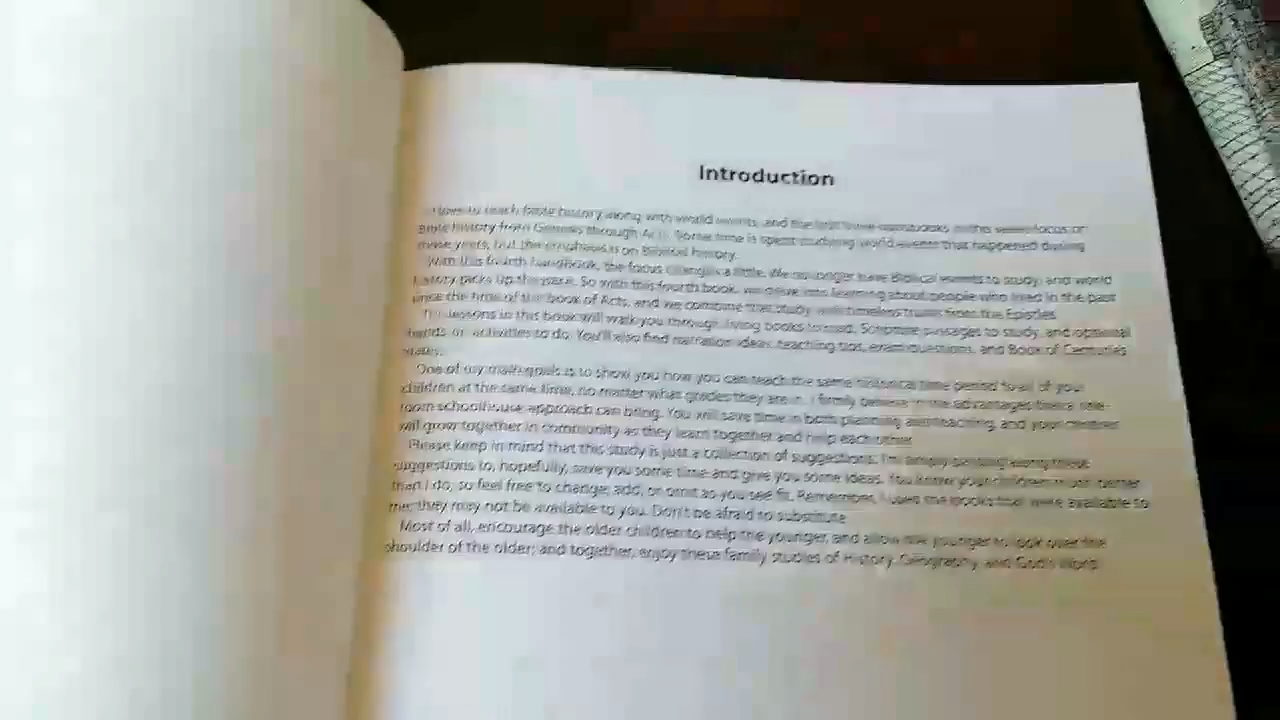 Introduction
to teach Bible history along with world events, and the first three handbooks in this series focus on
Bible history from Genesis through Acts. Some time is spent studying world events that happened during
those years, but the emphasis is on Biblical history.
With this fourth handbook, the focus changes a little. We no longer have Biblical events to study, and world
history picks up the pace. So with this fourth book, we delve into learning about people who lived in the past
since the time of the book of Acts, and we combine that study with timeless truths from the Epistles.
The lessons in this book will walk you through living books to read, Scripture passages to study, and optional
hands-on activities to do. You'll also find narration ideas, teaching tips, exam questions, and Book of Centuries
One of my main goals is to show you how you can teach the same historical time period to all of your
children at the same time, no matter what grades they are in. I firmly believe in the advantages that a one-
room schoolhouse approach can bring. You will save time in both planning and teaching, and your children
will grow together in community as they learn together and help each other.
Please keep in mind that this study is just a collection of suggestions. I'm simply passing along these
suggestions to, hopefully, save you some time and give you some ideas. You know your children much better
than I do, so feel free to change, add, or omit as you see fit. Remember, I used the books that were available to
me; they may not be available to you. Don't be afraid to substitute.
Most of all, encourage the older children to help the younger, and allow the younger to look over the
shoulder of the older; and together, enjoy these family studies of History, Geography, and God's Word.